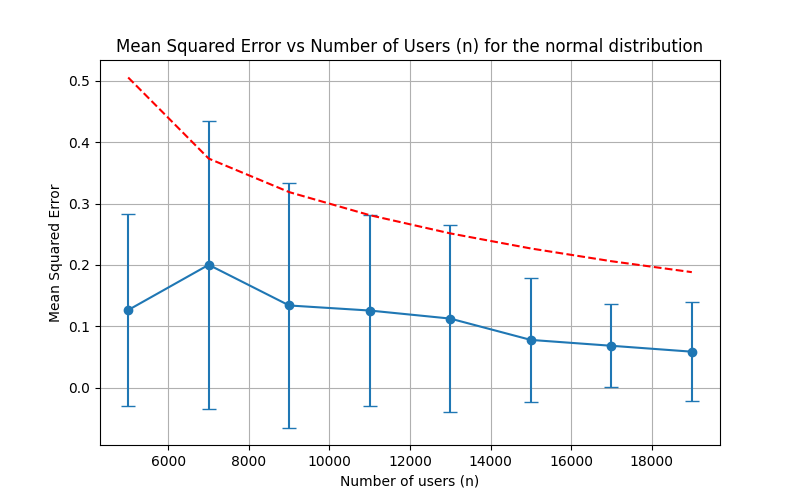 Mean Squared Error vs Number of Users (n) for the normal distribution
0.5
0.4
0.3
0.2
0.1
0.0
Mean Squared Error
6000 8000 10000 12000 14000 16000 18000
Number of users (n)